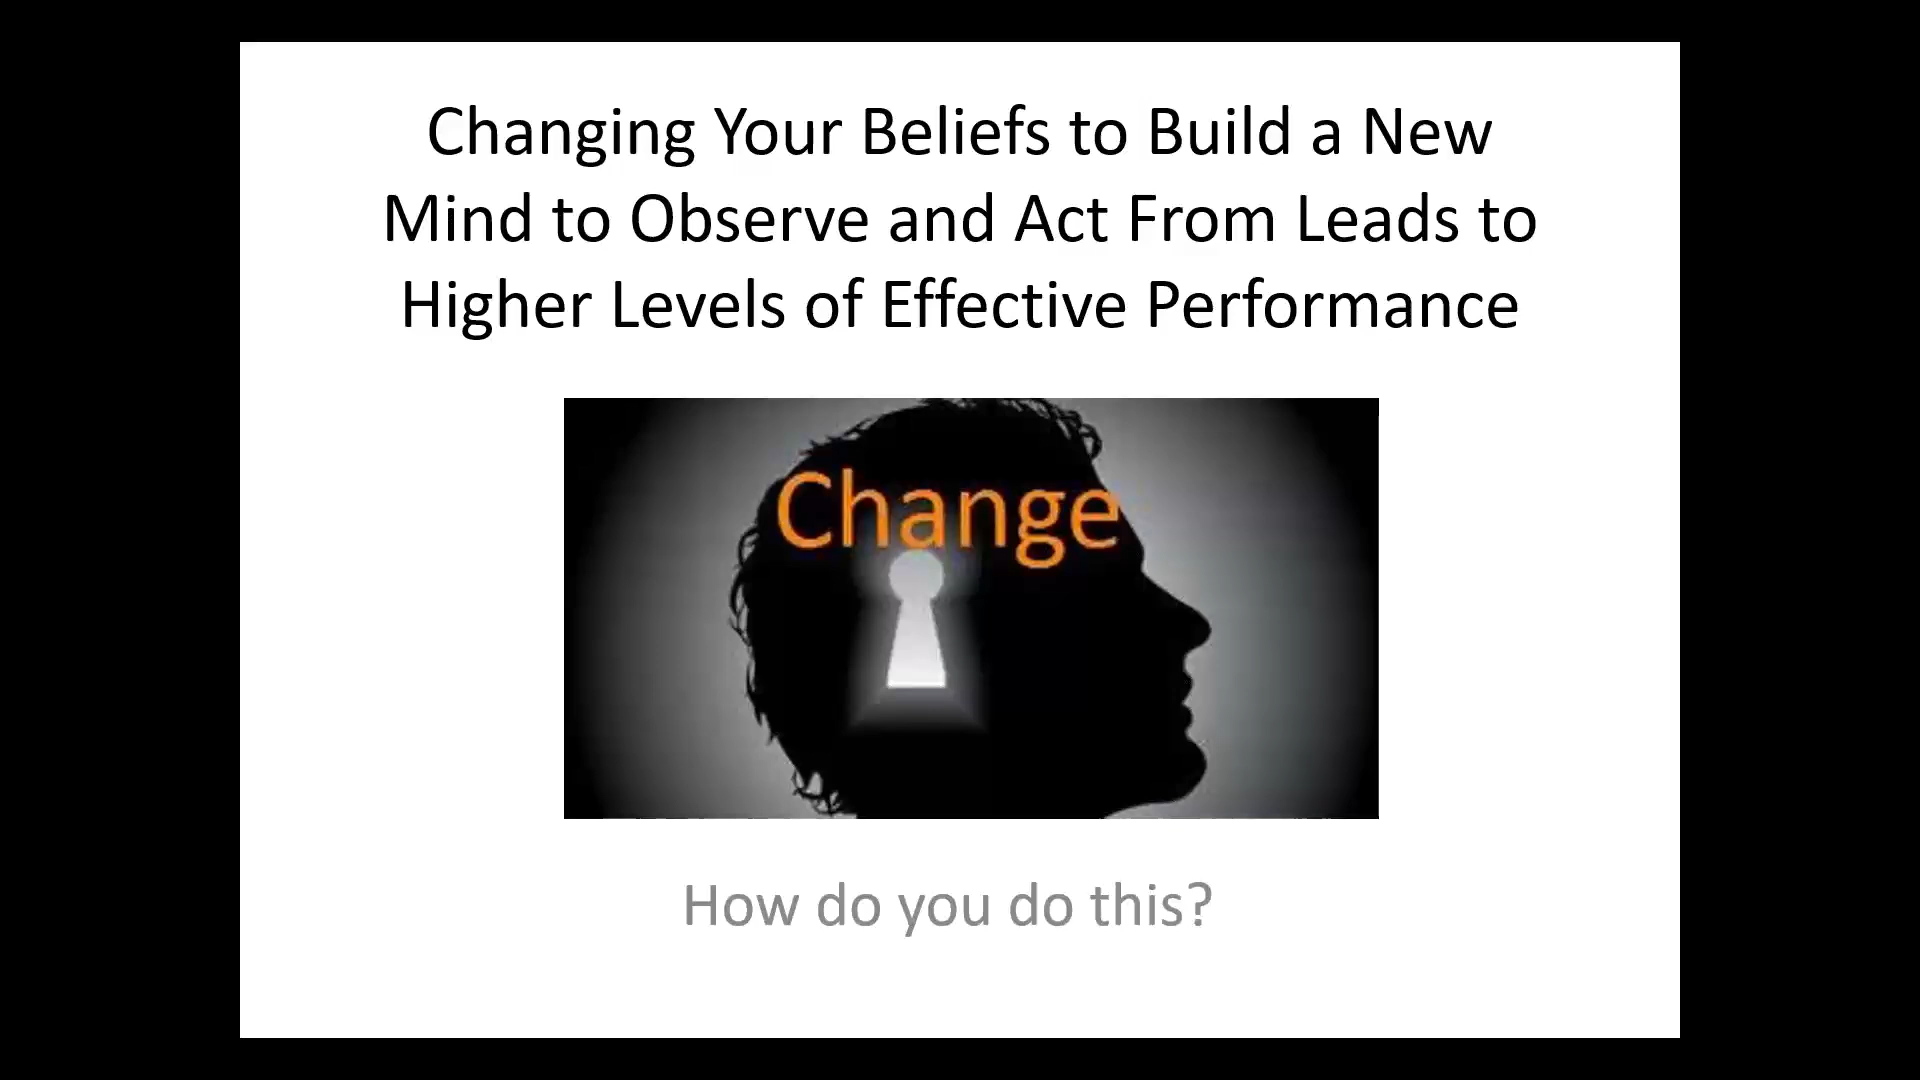 Changing Your Beliefs to Build a New
Mind to Observe and Act From Leads to
Higher Levels of Effective Performance
Change
How do you do this?